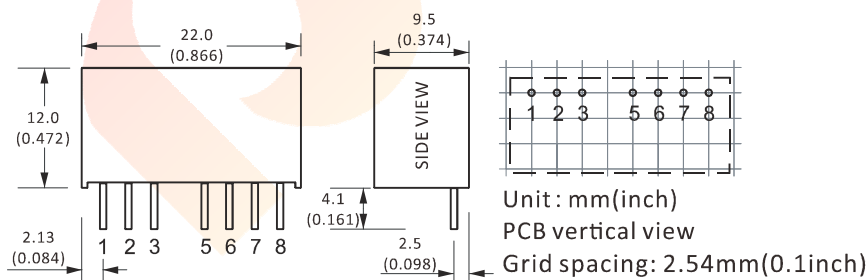 22.0
(0.866)
9.5
(0.374)
12.0
(0.472)
SIDE VIEW
1 2 3 5 6 7 8
4.1
(0.161)
Unit: mm(inch)
PCB vertical view
Grid spacing: 2.54mm(0.1inch)
2.13
(0.084)
1 2 3 5 6 7 8
2.5
(0.098)